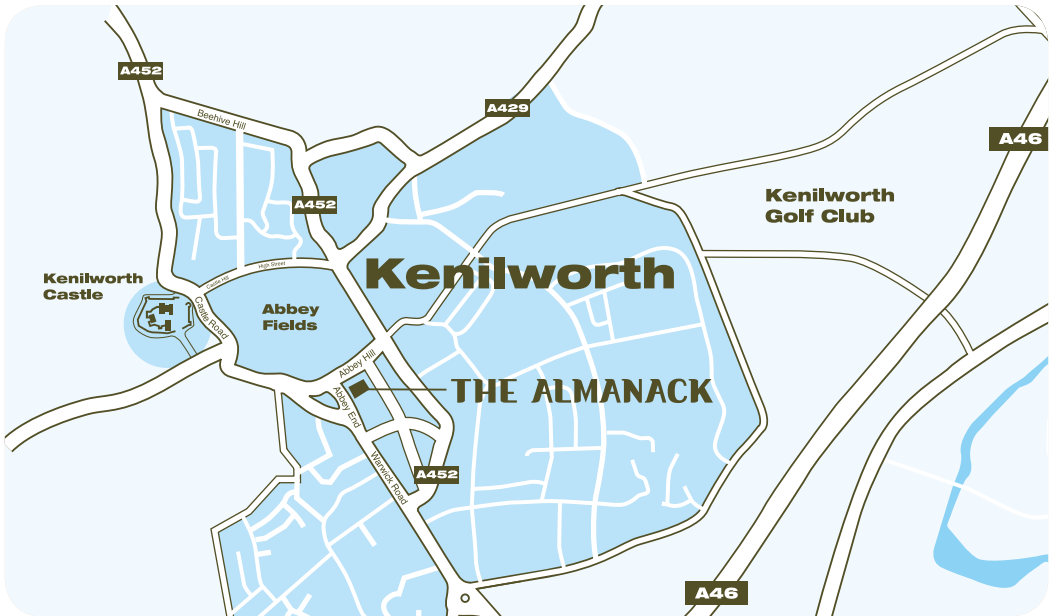 A452
Beehive Hill
A429
A46
A452
Kenilworth
Golf Club
High Street
Castle Hill
Kenilworth
Kenilworth
Castle
Castle Road
Abbey
Fields
Abbey Hill
Abbey End
THE ALMANACK
Warwick Road
A452
A46